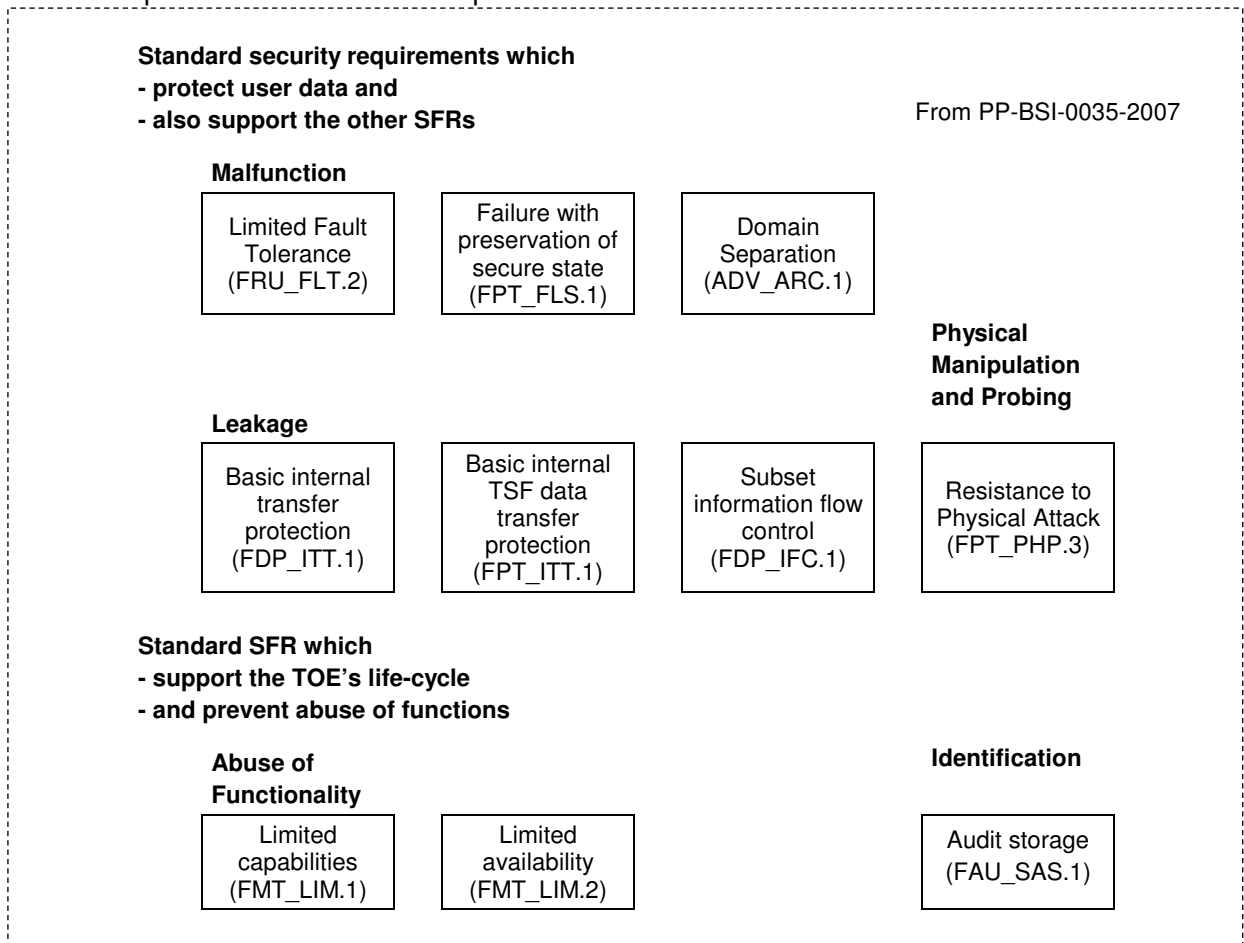 Standard security requirements which
- protect user data and
- also support the other SFRs
From PP-BSI-0035-2007
Malfunction
Limited Fault
Tolerance
(FRU_FLT.2)
Failure with
preservation of
secure state
(FPT_FLS.1)
Domain
Separation
(ADV_ARC.1)
Physical
Manipulation
and Probing
Leakage
Basic internal
transfer
protection
(FDP_ITT.1)
Basic internal
TSF data
transfer
protection
(FPT_ITT.1)
Subset
information flow
control
(FDP_IFC.1)
Resistance to
Physical Attack
(FPT_PHP.3)
Standard SFR which
- support the TOE's life-cycle
- and prevent abuse of functions
Abuse of
Functionality
Identification
Limited
capabilities
(FMT_LIM.1)
Limited
availability
(FMT_LIM.2)
Audit storage
(FAU_SAS.1)